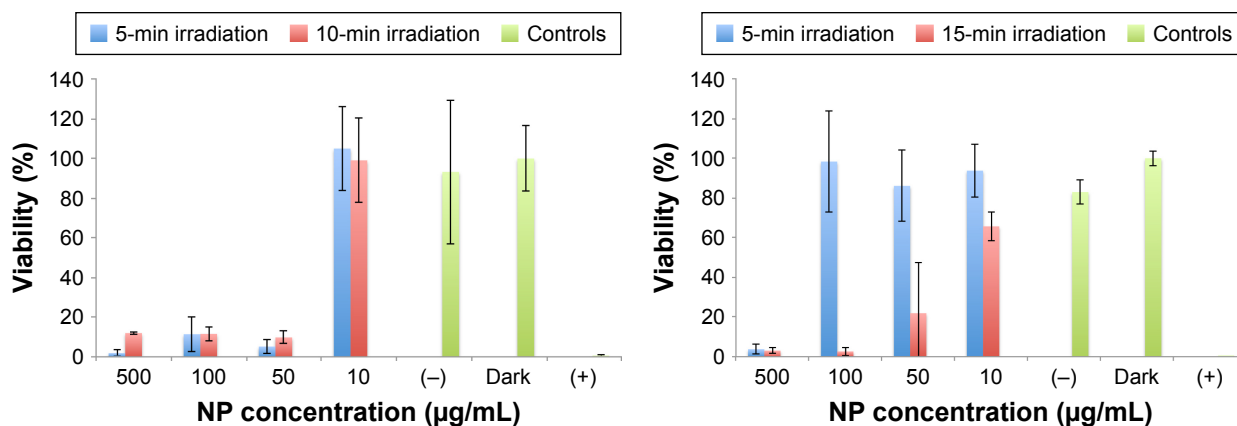 5-min irradiation 10-min irradiation Controls
140
120
100
80
60
40
20
0
Viability (%)
500 100 50 10 (–) Dark (+)
NP concentration (µg/mL)
5-min irradiation 15-min irradiation Controls
140
120
100
80
60
40
20
0
Viability (%)
500 100 50 10 (–) Dark (+)
NP concentration (µg/mL)